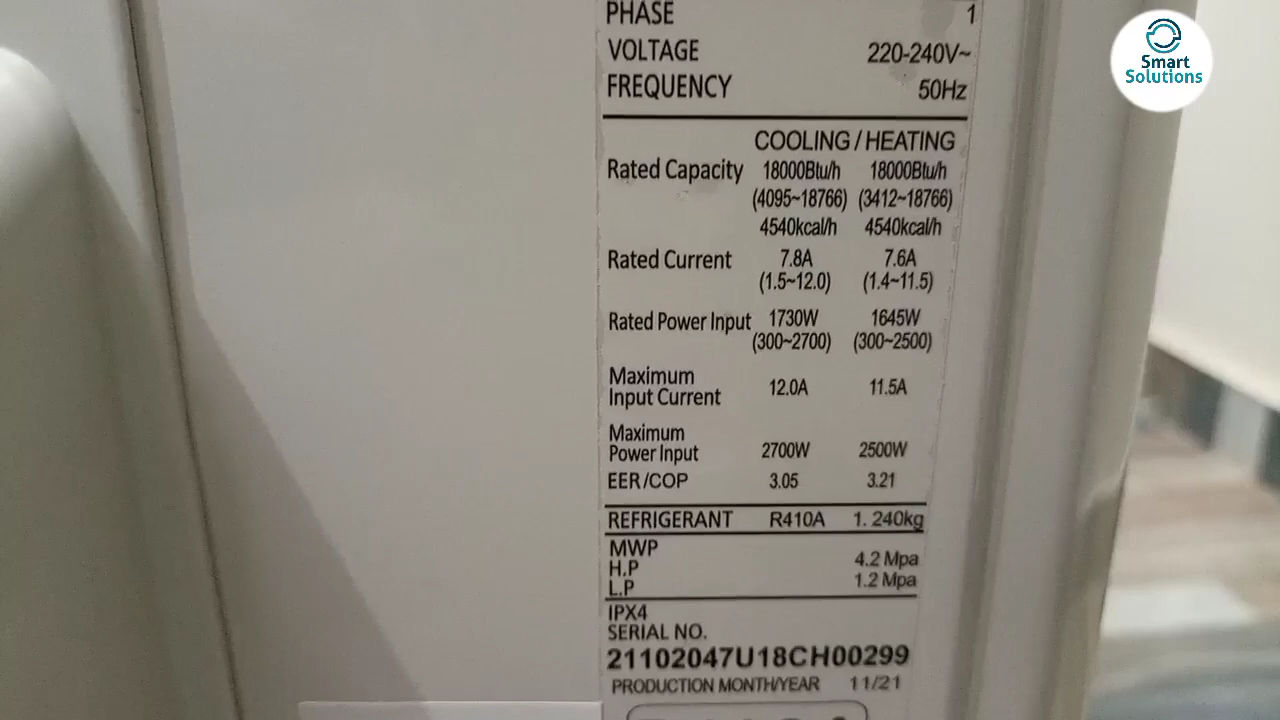 PHASE 1
VOLTAGE 220-240V~
FREQUENCY 50Hz
COOLING / HEATING
Rated Capacity 18000Btu/h 18000Btu/h
(4095~18766) (3412~18766)
4540kcal/h 4540kcal/h
Rated Current 7.8A 7.6A
(1.5~12.0) (1.4~11.5)
Rated Power Input 1730W 1645W
(300~2700) (300~2500)
Maximum
Input Current 12.0A 11.5A
Maximum
Power Input 2700W 2500W
EER/COP 3.05 3.21
REFRIGERANT R410A 1. 240kg
MWP
H.P 4.2 Mpa
L.P 1.2 Mpa
IPX4
SERIAL NO.
21102047U18CH00299
PRODUCTION MONTH/YEAR 11/21
Smart
Solutions